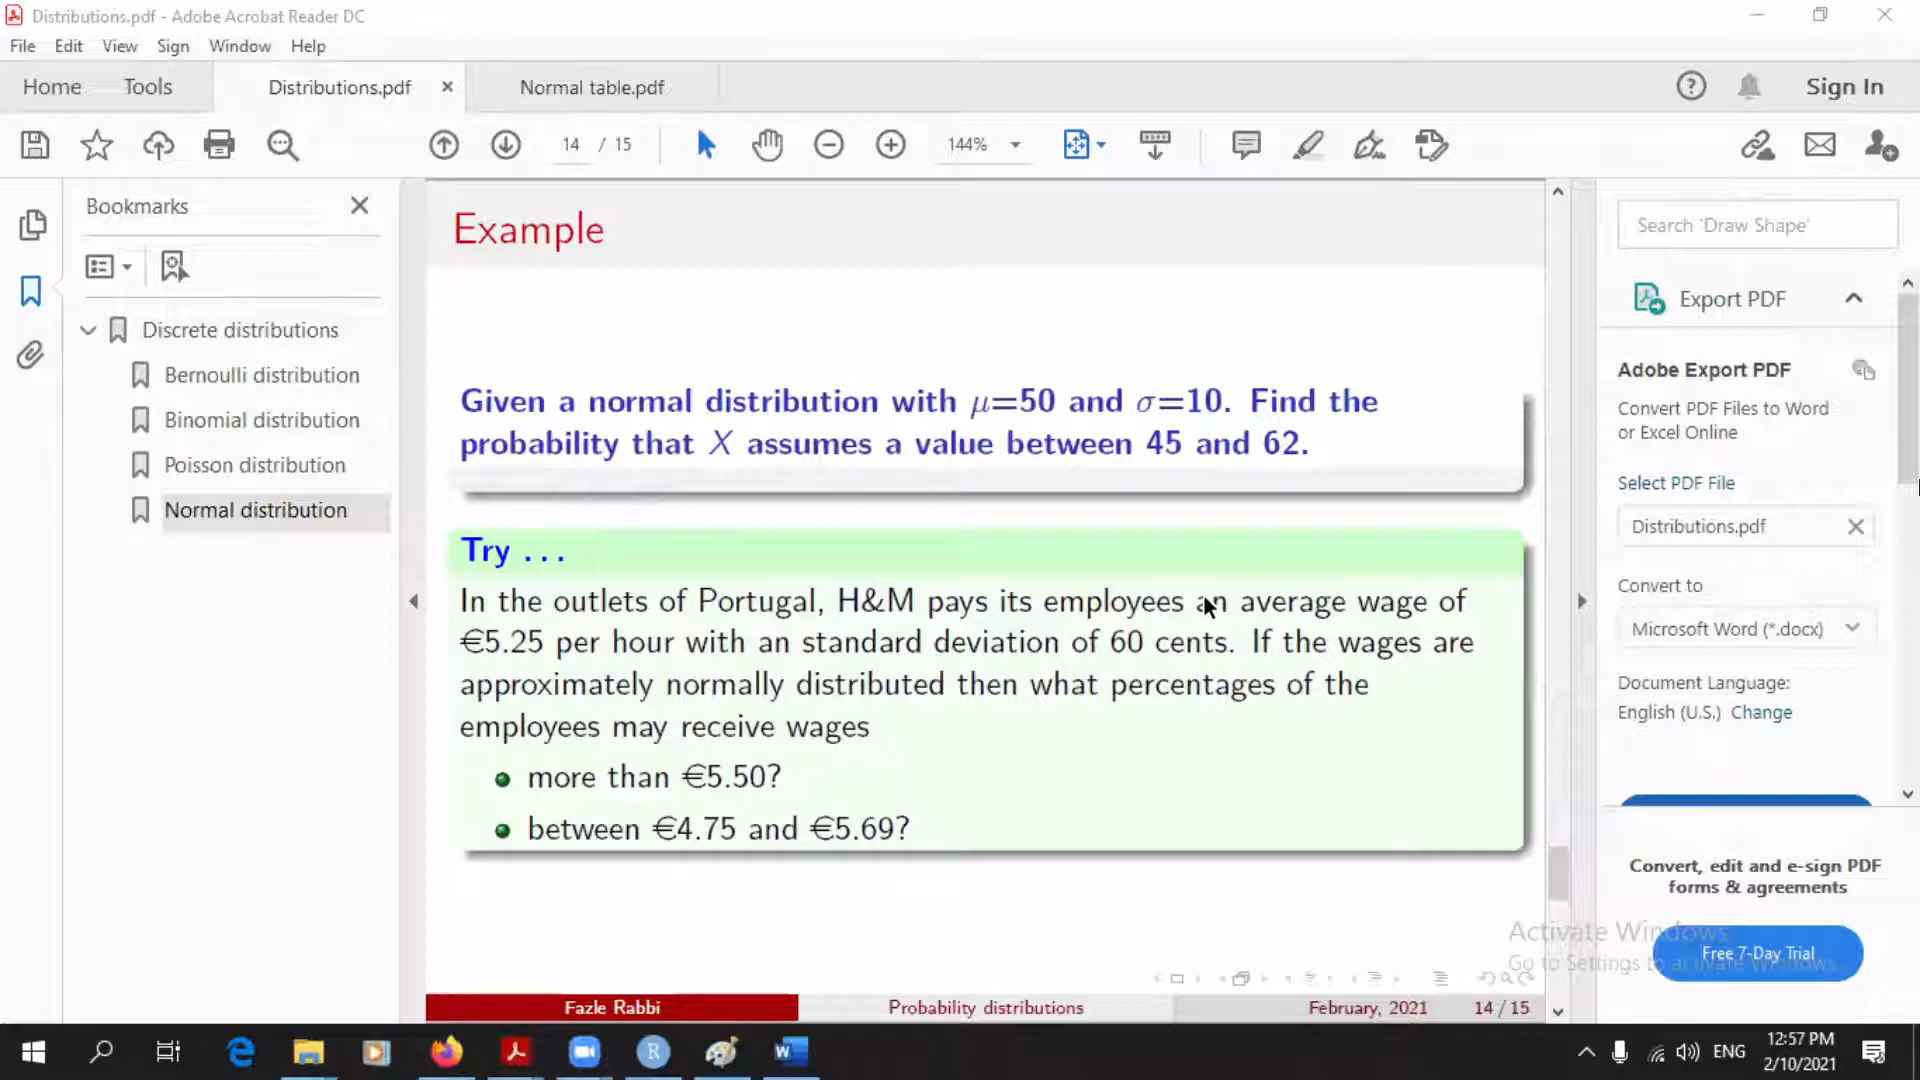 Distributions.pdf - Adobe Acrobat Reader DC
File Edit View Sign Window Help
Home Tools Distributions.pdf Normal table.pdf Sign In
14 / 15 144%
Bookmarks
Discrete distributions
Bernoulli distribution
Binomial distribution
Poisson distribution
Normal distribution
Example
Given a normal distribution with μ=50 and σ=10. Find the
probability that X assumes a value between 45 and 62.
Try . . .
In the outlets of Portugal, H&M pays its employees an average wage of
€5.25 per hour with an standard deviation of 60 cents. If the wages are
approximately normally distributed then what percentages of the
employees may receive wages
more than €5.50?
between €4.75 and €5.69?
Fazle Rabbi Probability distributions February, 2021 14 / 15
Search 'Draw Shape'
Export PDF
Adobe Export PDF
Convert PDF Files to Word
or Excel Online
Select PDF File
Distributions.pdf
Convert to
Microsoft Word (*.docx)
Document Language:
English (U.S.) Change
Convert, edit and e-sign PDF
forms & agreements
Activate Windows
Go to Settings to activate Windows.
Free 7-Day Trial
ENG
12:57 PM
2/10/2021